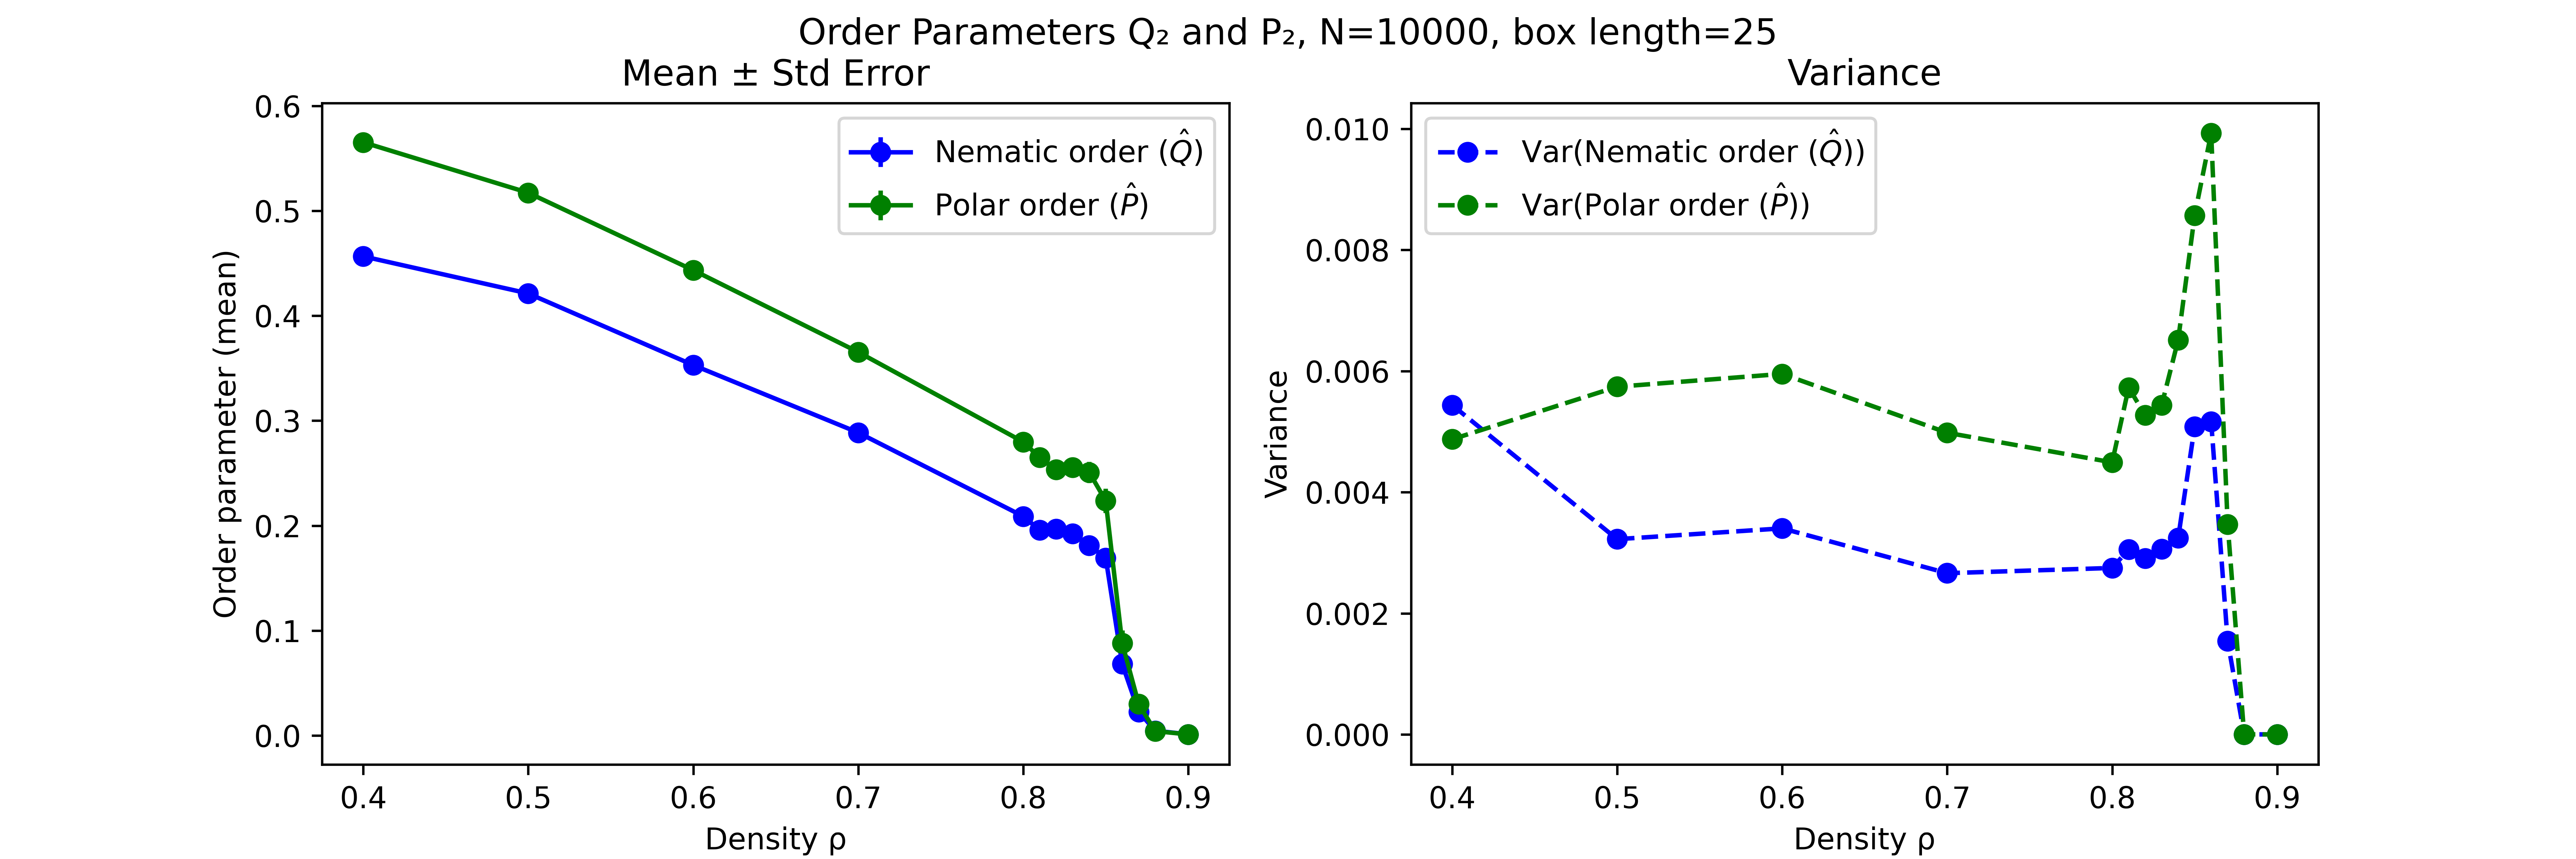 Order Parameters Q₂ and P₂, N=10000, box length=25
Mean ± Std Error
0.6
0.5
0.4
0.3
0.2
0.1
0.0
Order parameter (mean)
Nematic order (Q̂)
Polar order (P̂)
0.4 0.5 0.6 0.7 0.8 0.9
Density ρ
Variance
0.010
0.008
0.006
0.004
0.002
0.000
Variance
Var(Nematic order (Q̂))
Var(Polar order (P̂))
0.4 0.5 0.6 0.7 0.8 0.9
Density ρ